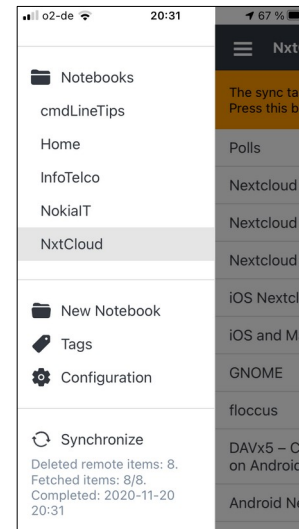 o2-de 20:31 67 %
Notebooks
cmdLineTips
Home
InfoTelco
NokiaIT
NxtCloud
New Notebook
Tags
Configuration
Synchronize
Deleted remote items: 8.
Fetched items: 8/8.
Completed: 2020-11-20
20:31
Nxt
The sync ta
Press this b
Polls
Nextcloud
Nextcloud
Nextcloud
iOS Nextcl
iOS and M
GNOME
floccus
DAVx5 – C
on Android
Android Ne